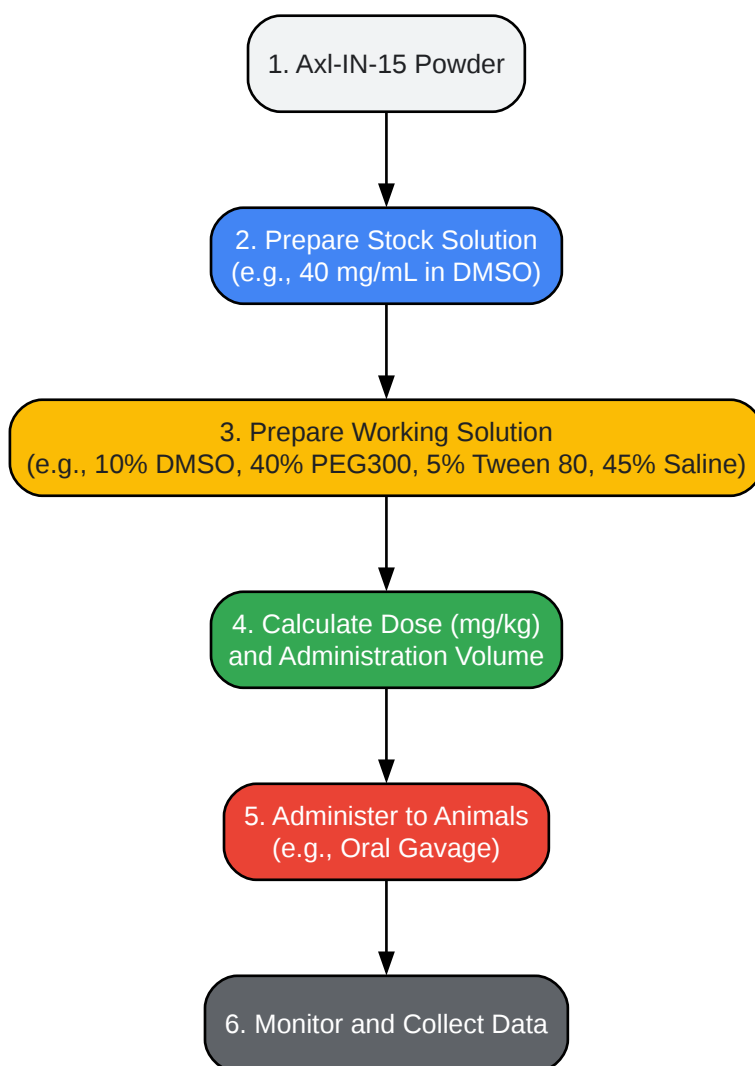 1. Axl-IN-15 Powder
2. Prepare Stock Solution
(e.g., 40 mg/mL in DMSO)
3. Prepare Working Solution
(e.g., 10% DMSO, 40% PEG300, 5% Tween 80, 45% Saline)
4. Calculate Dose (mg/kg)
and Administration Volume
5. Administer to Animals
(e.g., Oral Gavage)
6. Monitor and Collect Data